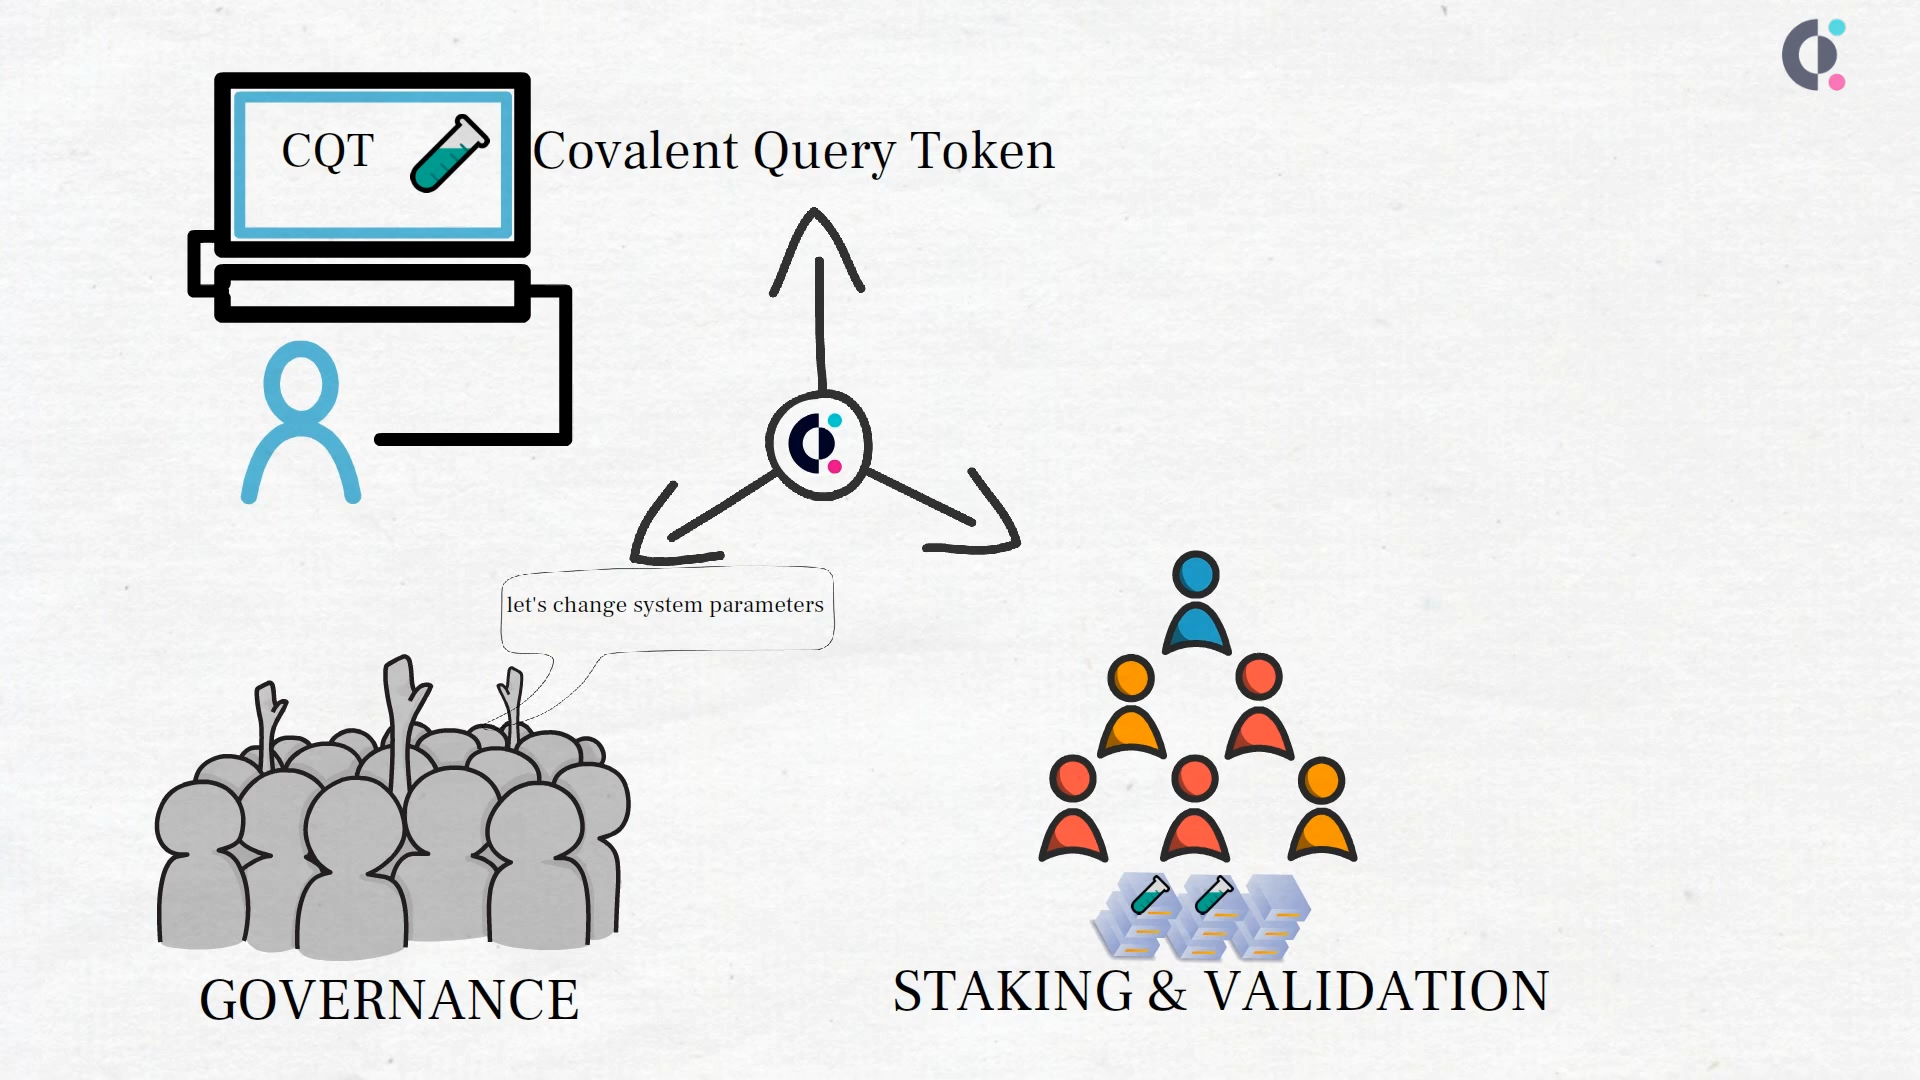 CQT
Covalent Query Token
let's change system parameters
GOVERNANCE
STAKING & VALIDATION